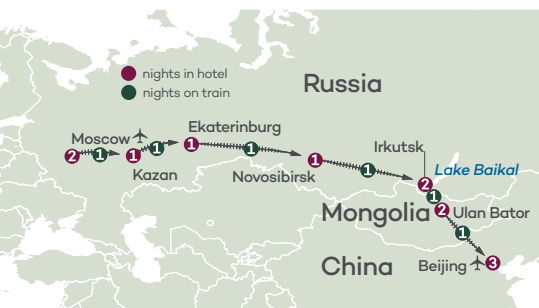 nights in hotel
nights on train
Russia
Moscow
2 1 1 1 1 1 1 1 2
Kazan
Ekaterinburg
Novosibirsk
Irkutsk
Lake Baikal
1
Mongolia
2
Ulan Bator
1
China
Beijing
3